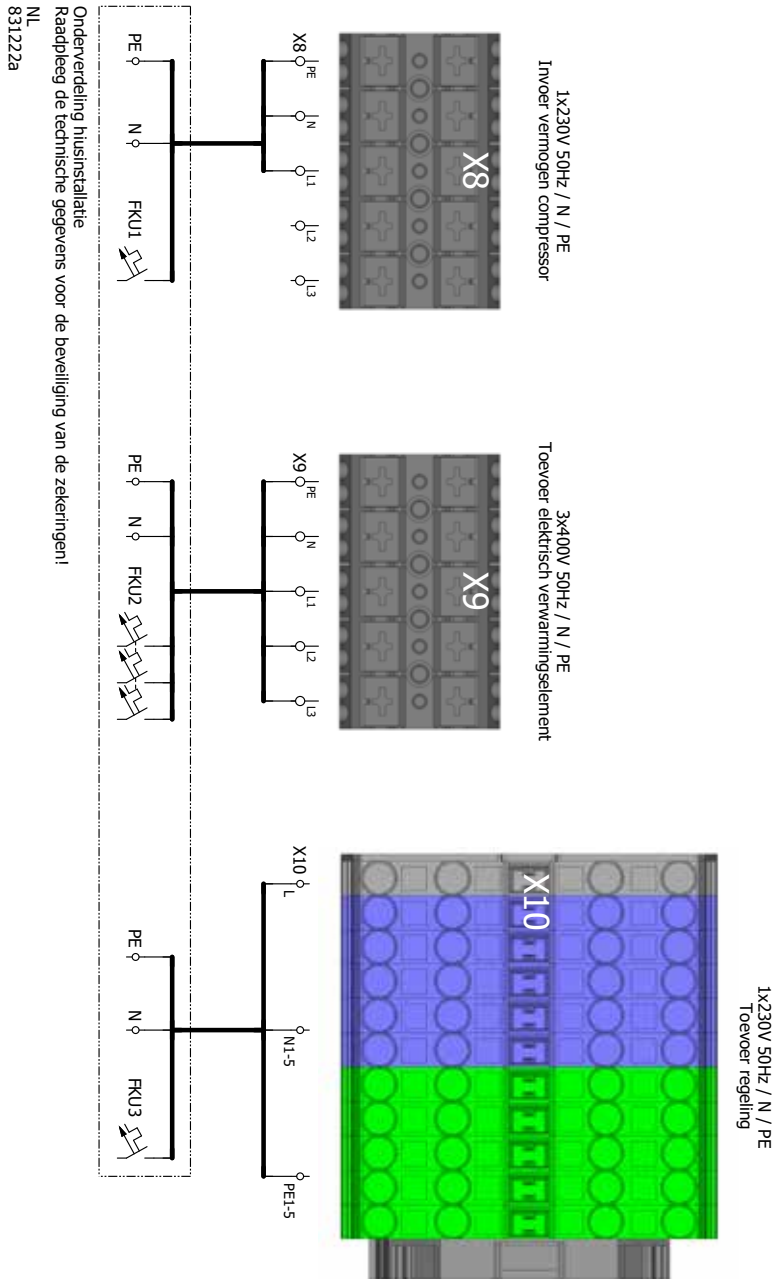 1x230V 50Hz / N / PE
Invoer vermogen compressor
X8
X8
PE
N
L1
L2
L3
PE
N
FKU1
3x400V 50Hz / N / PE
Toevoer elektrisch verwarmingselement
X9
X9
PE
N
L1
L2
L3
PE
N
FKU2
1x230V 50Hz / N / PE
Toevoer regeling
X10
X10
L
N1-5
PE1-5
PE
N
FKU3
Onderverdeling hiusinstallatie
Raadpleeg de technische gegevens voor de beveiliging van de zekeringen!
NL
831222a